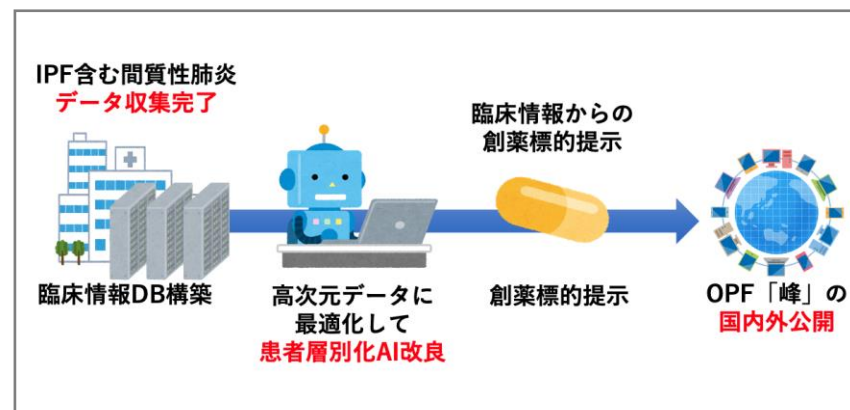 IPF含む間質性肺炎
データ収集完了
臨床情報DB構築
高次元データに
最適化して
患者層別化AI改良
臨床情報からの
創薬標的提示
創薬標的提示
OPF「峰」の
国内外公開